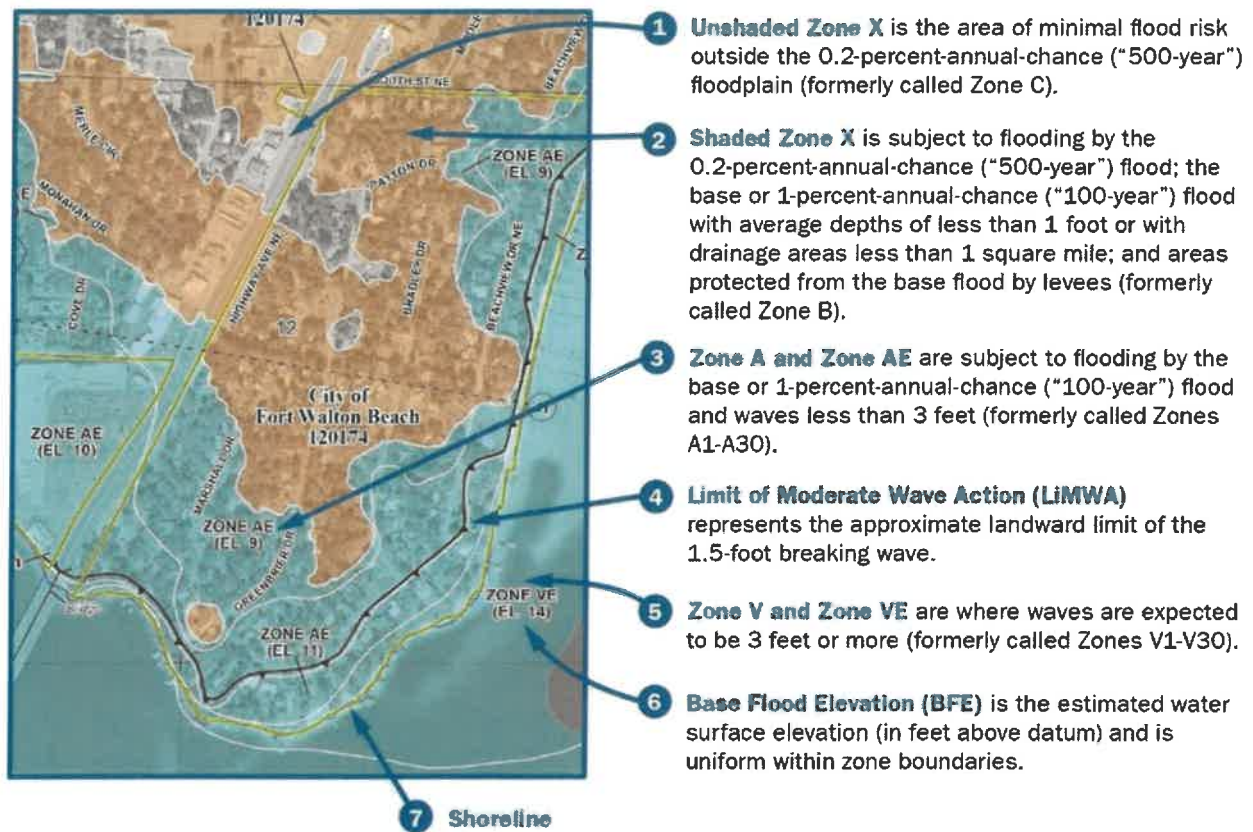 120174
SOUTH ST NE
BEACHVIEW
MERLE CIR
ZONE AE
(EL 9)
PAXTON DR
MONAHAN DR
E
Z
HIGHWAY AVE NE
BRADLEY DR
BEACHVIEW DR NE
COVE DR
12
City of
Fort Walton Beach
120174
ZONE AE
(EL 10)
MARSHALL DR
ZONE AE
(EL 9)
GREENBRIER DR
ZONE VE
(EL 14)
ZONE AE
(EL 11)
1 Unshaded Zone X is the area of minimal flood risk
outside the 0.2-percent-annual-chance (“500-year”)
floodplain (formerly called Zone C).
2 Shaded Zone X is subject to flooding by the
0.2-percent-annual-chance (“500-year”) flood; the
base or 1-percent-annual-chance (“100-year”) flood
with average depths of less than 1 foot or with
drainage areas less than 1 square mile; and areas
protected from the base flood by levees (formerly
called Zone B).
3 Zone A and Zone AE are subject to flooding by the
base or 1-percent-annual-chance (“100-year”) flood
and waves less than 3 feet (formerly called Zones
A1-A30).
4 Limit of Moderate Wave Action (LiMWA)
represents the approximate landward limit of the
1.5-foot breaking wave.
5 Zone V and Zone VE are where waves are expected
to be 3 feet or more (formerly called Zones V1-V30).
6 Base Flood Elevation (BFE) is the estimated water
surface elevation (in feet above datum) and is
uniform within zone boundaries.
7 Shoreline